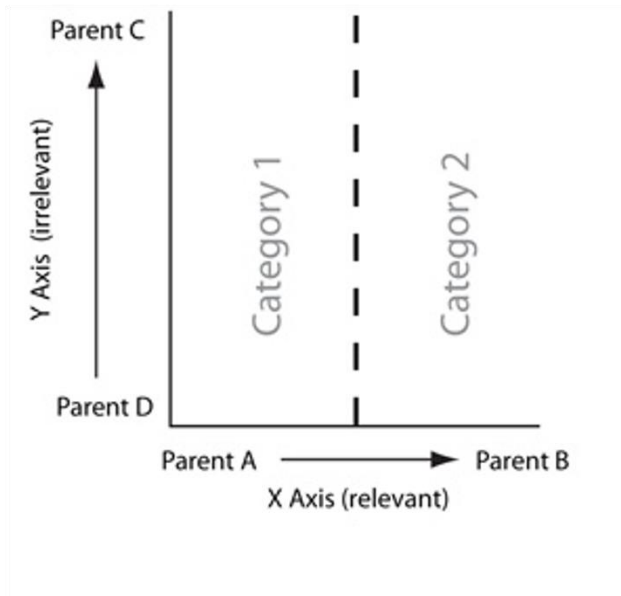 Parent C
Y Axis (irrelevant)
Category 1
Category 2
Parent D
Parent A
Parent B
X Axis (relevant)